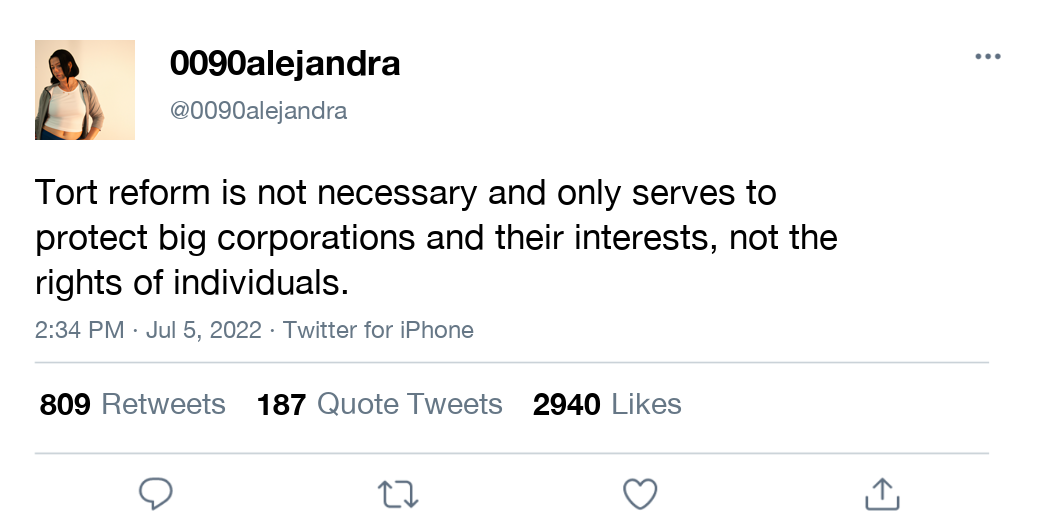 0090alejandra
@0090alejandra
Tort reform is not necessary and only serves to
protect big corporations and their interests, not the
rights of individuals.
2:34 PM · Jul 5, 2022 · Twitter for iPhone
809 Retweets 187 Quote Tweets 2940 Likes